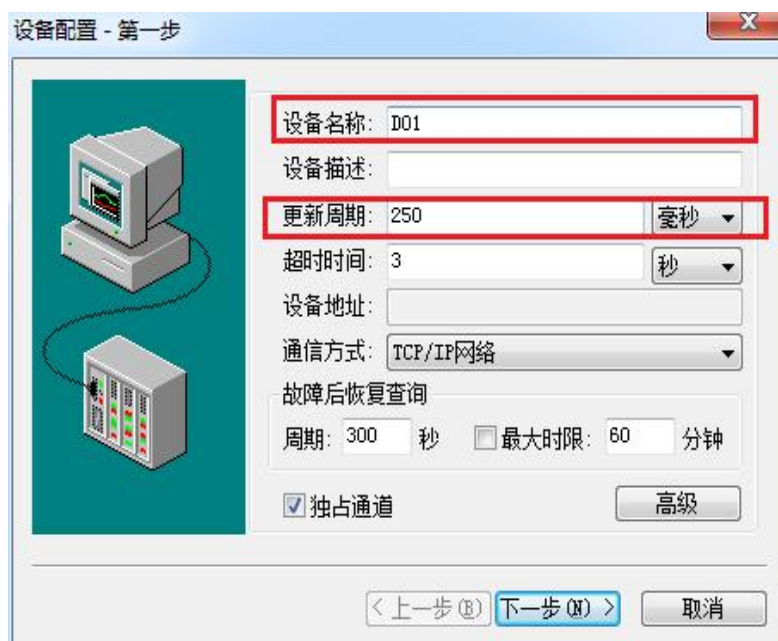 设备配置 - 第一步
设备名称: D01
设备描述:
更新周期: 250 毫秒
超时时间: 3 秒
设备地址:
通信方式: TCP/IP网络
故障后恢复查询
周期: 300 秒 最大时限: 60 分钟
独占通道 高级
< 上一步(B) 下一步(N) > 取消